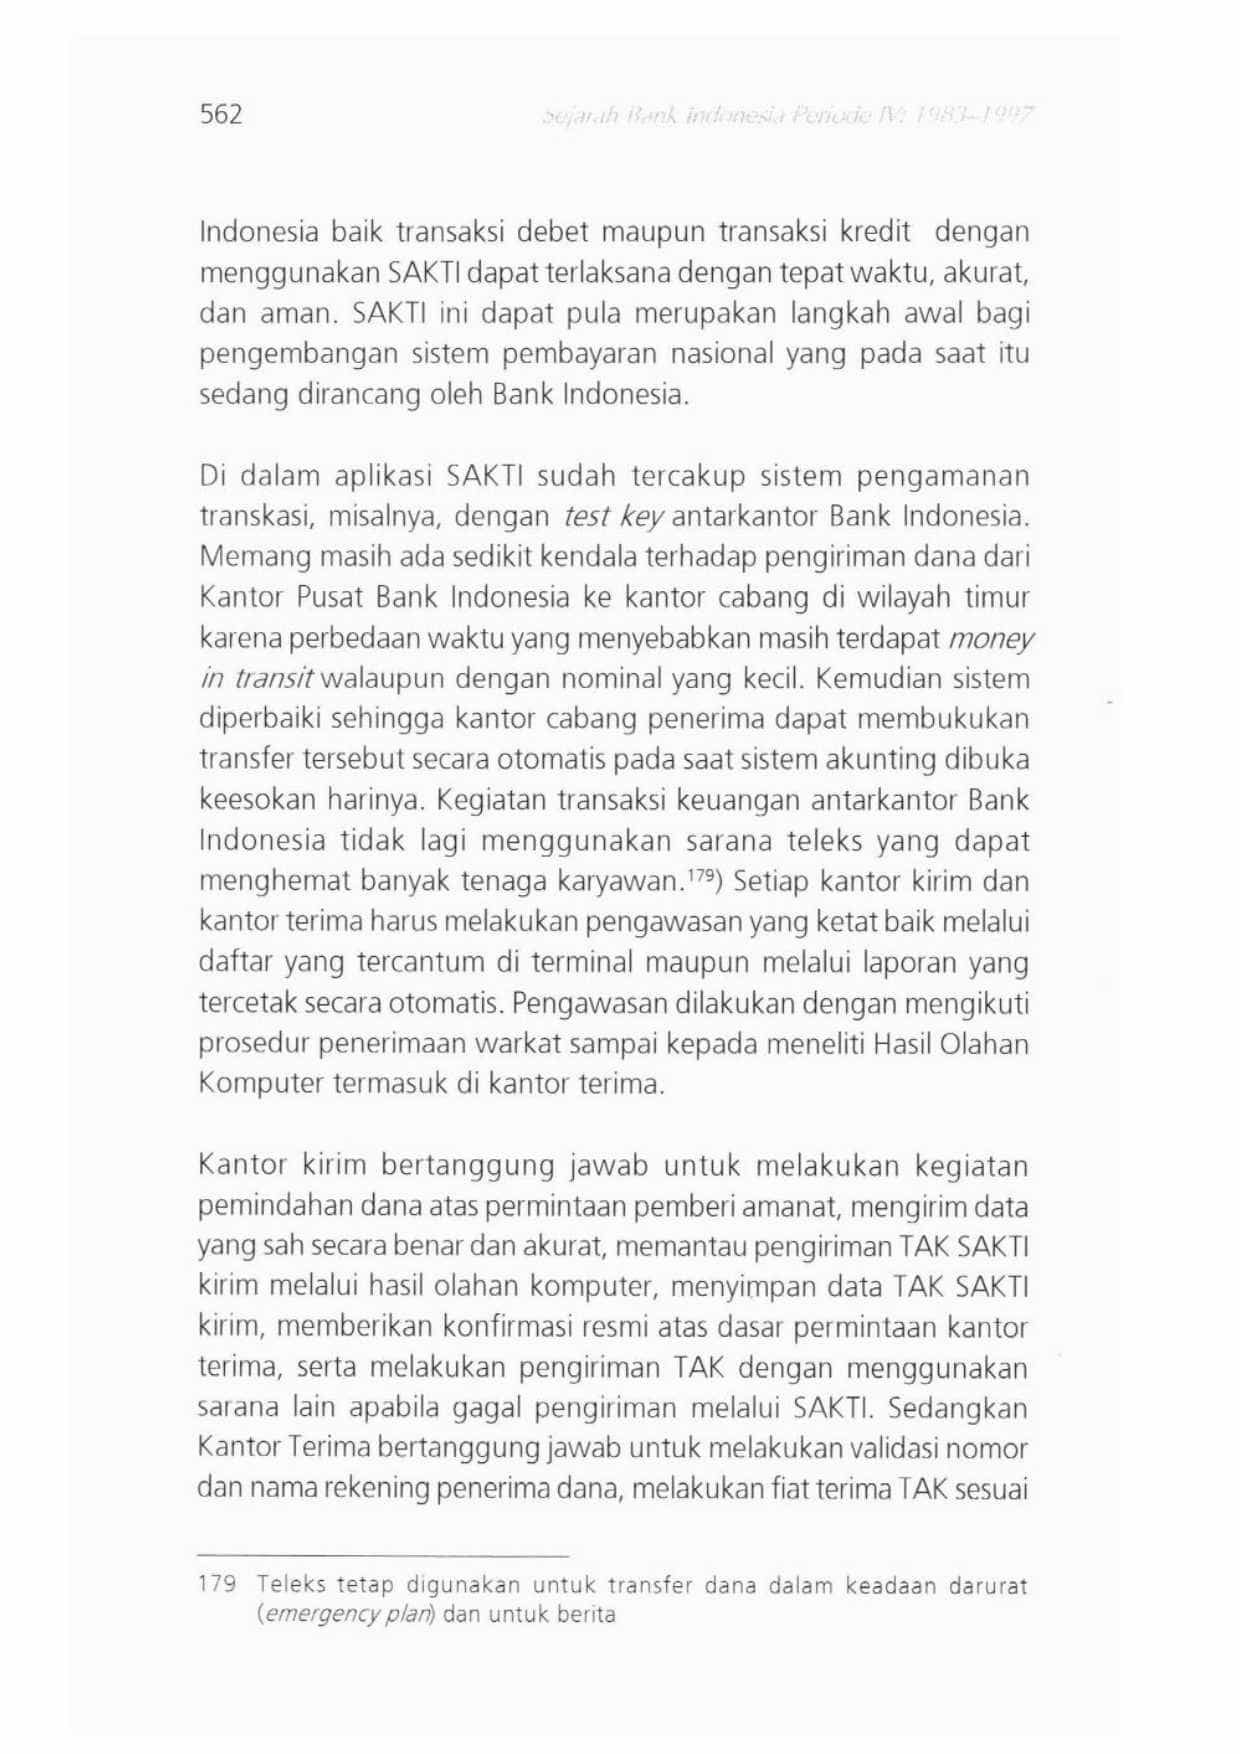 562 Sejarah Bank Indonesia Periode IV: 1983–1997
Indonesia baik transaksi debet maupun transaksi kredit dengan
menggunakan SAKTI dapat terlaksana dengan tepat waktu, akurat,
dan aman. SAKTI ini dapat pula merupakan langkah awal bagi
pengembangan sistem pembayaran nasional yang pada saat itu
sedang dirancang oleh Bank Indonesia.
Di dalam aplikasi SAKTI sudah tercakup sistem pengamanan
transkasi, misalnya, dengan test key antarkantor Bank Indonesia.
Memang masih ada sedikit kendala terhadap pengiriman dana dari
Kantor Pusat Bank Indonesia ke kantor cabang di wilayah timur
karena perbedaan waktu yang menyebabkan masih terdapat money
in transit walaupun dengan nominal yang kecil. Kemudian sistem
diperbaiki sehingga kantor cabang penerima dapat membukukan
transfer tersebut secara otomatis pada saat sistem akunting dibuka
keesokan harinya. Kegiatan transaksi keuangan antarkantor Bank
Indonesia tidak lagi menggunakan sarana teleks yang dapat
menghemat banyak tenaga karyawan.¹⁷⁹) Setiap kantor kirim dan
kantor terima harus melakukan pengawasan yang ketat baik melalui
daftar yang tercantum di terminal maupun melalui laporan yang
tercetak secara otomatis. Pengawasan dilakukan dengan mengikuti
prosedur penerimaan warkat sampai kepada meneliti Hasil Olahan
Komputer termasuk di kantor terima.
Kantor kirim bertanggung jawab untuk melakukan kegiatan
pemindahan dana atas permintaan pemberi amanat, mengirim data
yang sah secara benar dan akurat, memantau pengiriman TAK SAKTI
kirim melalui hasil olahan komputer, menyimpan data TAK SAKTI
kirim, memberikan konfirmasi resmi atas dasar permintaan kantor
terima, serta melakukan pengiriman TAK dengan menggunakan
sarana lain apabila gagal pengiriman melalui SAKTI. Sedangkan
Kantor Terima bertanggung jawab untuk melakukan validasi nomor
dan nama rekening penerima dana, melakukan fiat terima TAK sesuai
179 Teleks tetap digunakan untuk transfer dana dalam keadaan darurat
(emergency plan) dan untuk berita